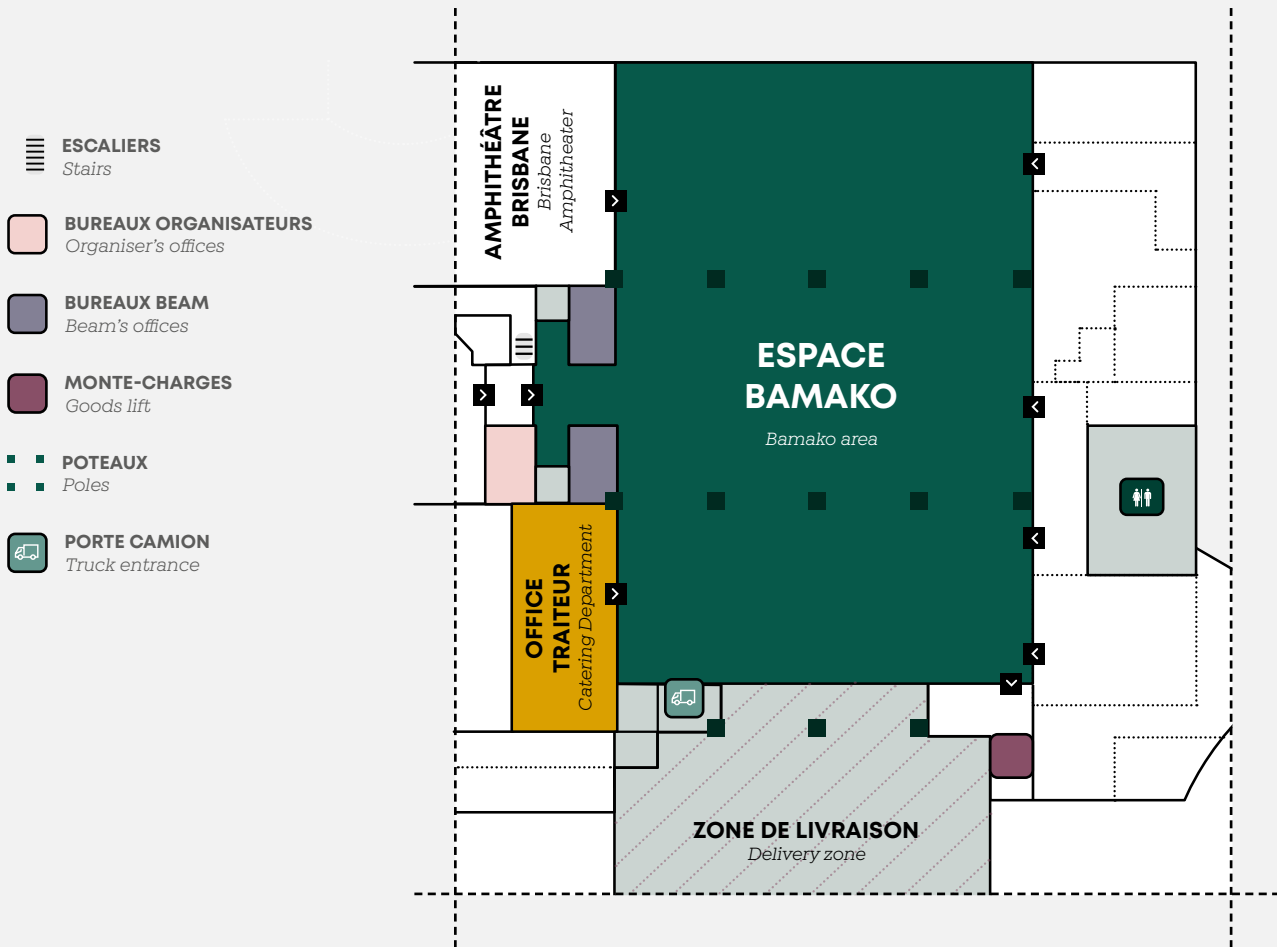 ESCALIERS
Stairs
BUREAUX ORGANISATEURS
Organiser's offices
BUREAUX BEAM
Beam's offices
MONTE-CHARGES
Goods lift
POTEAUX
Poles
PORTE CAMION
Truck entrance
AMPHITHÉÂTRE
BRISBANE
Brisbane
Amphitheater
ESPACE
BAMAKO
Bamako area
OFFICE
TRAITEUR
Catering Department
ZONE DE LIVRAISON
Delivery zone